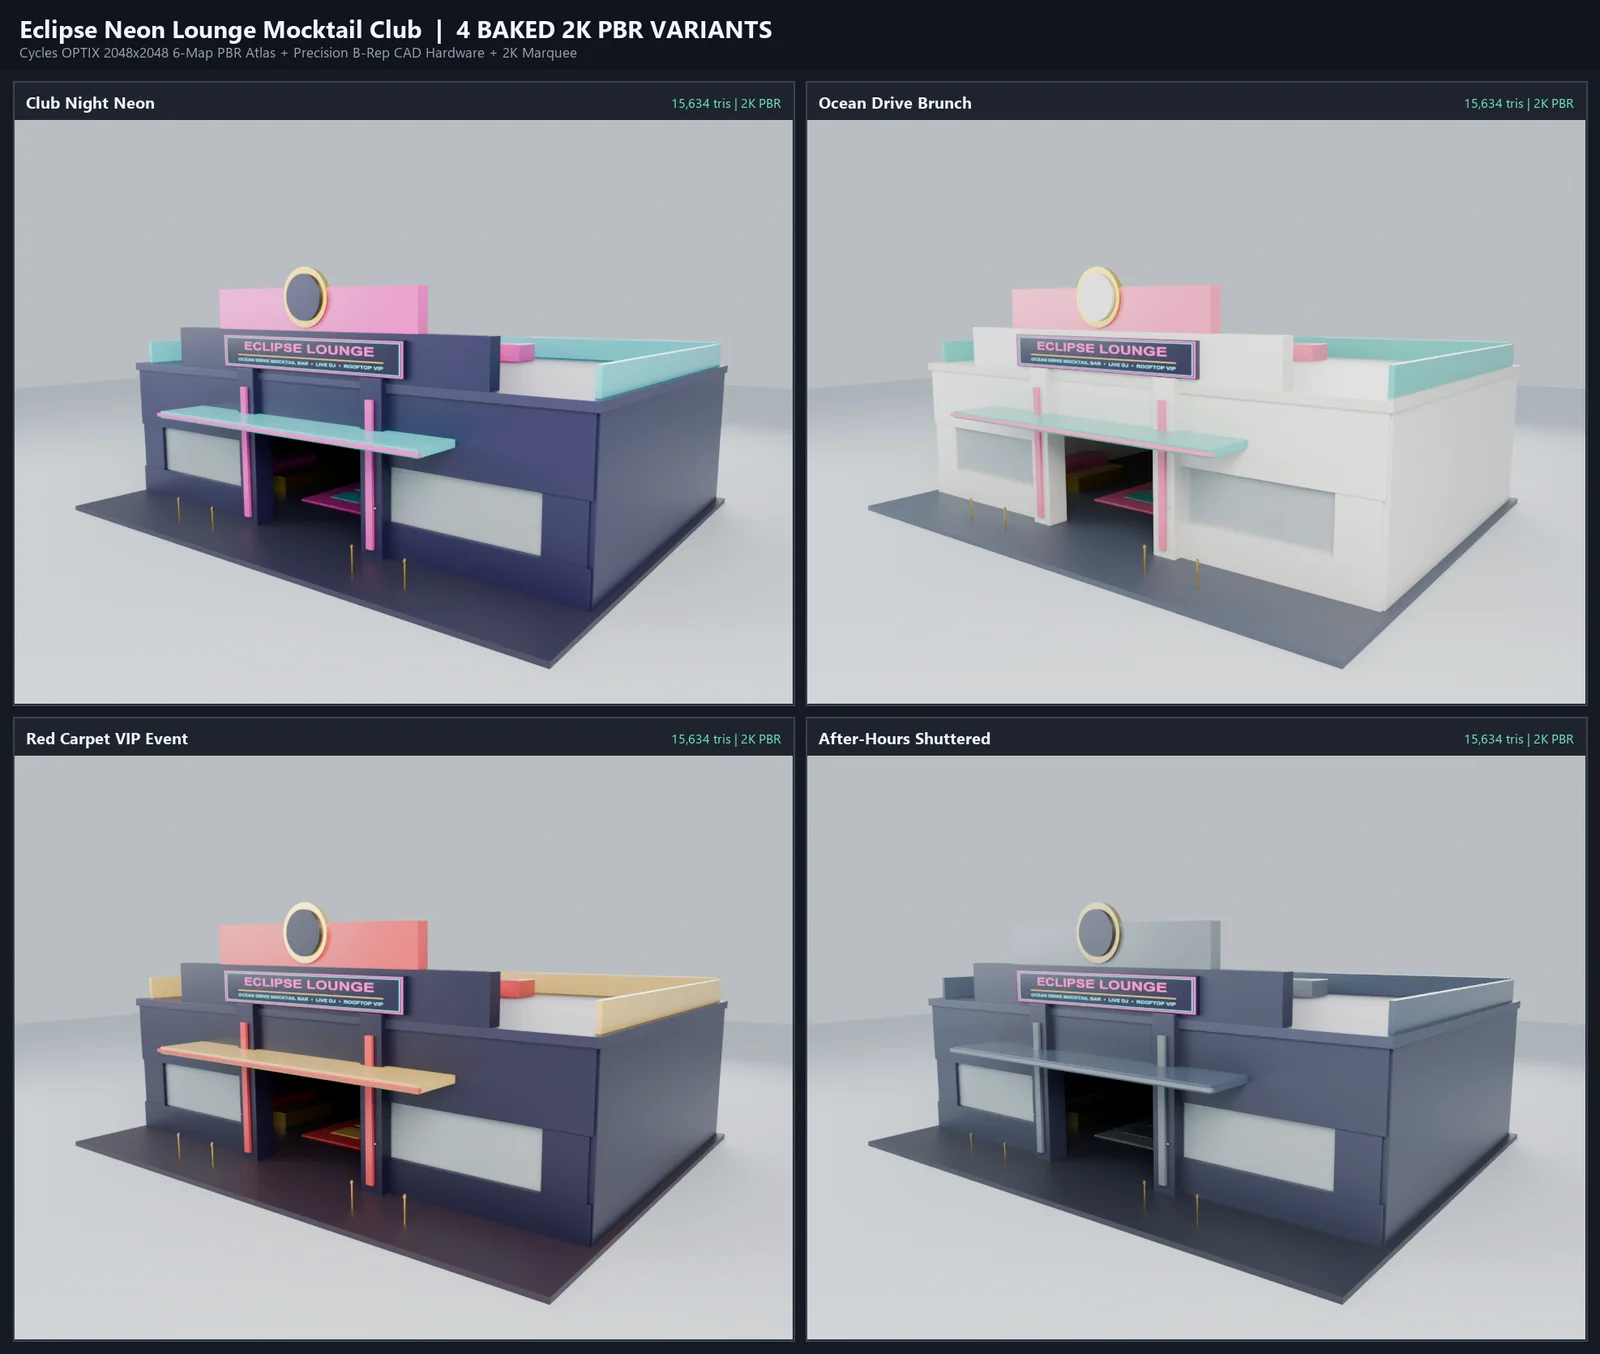 Eclipse Neon Lounge Mocktail Club | 4 BAKED 2K PBR VARIANTS
Cycles OPTIX 2048x2048 6-Map PBR Atlas + Precision B-Rep CAD Hardware + 2K Marquee
Club Night Neon
15,634 tris | 2K PBR
ECLIPSE LOUNGE
OCEAN DRIVE MOCKTAIL BAR • LIVE DJ • ROOFTOP VIP
Ocean Drive Brunch
15,634 tris | 2K PBR
ECLIPSE LOUNGE
OCEAN DRIVE MOCKTAIL BAR • LIVE DJ • ROOFTOP VIP
Red Carpet VIP Event
15,634 tris | 2K PBR
ECLIPSE LOUNGE
OCEAN DRIVE MOCKTAIL BAR • LIVE DJ • ROOFTOP VIP
After-Hours Shuttered
15,634 tris | 2K PBR
ECLIPSE LOUNGE
OCEAN DRIVE MOCKTAIL BAR • LIVE DJ • ROOFTOP VIP